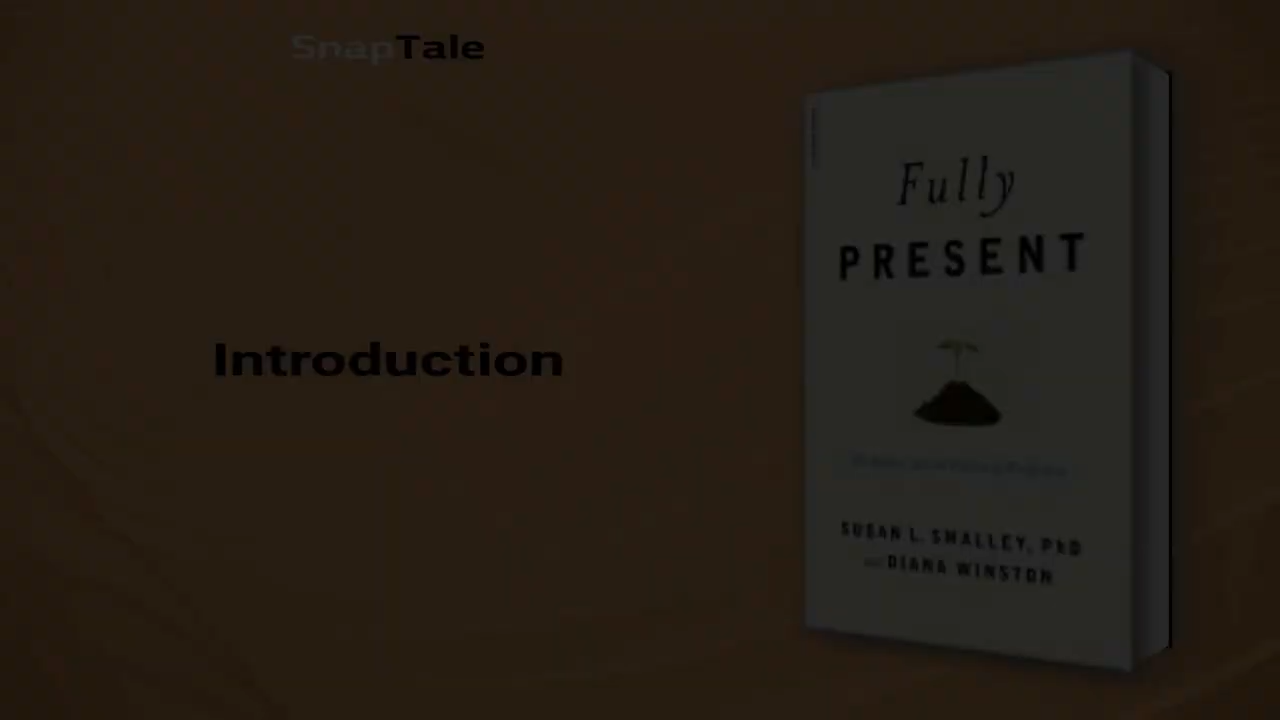 SnapTale
Introduction
Fully
PRESENT
SUSAN L. SMALLEY, PhD
DIANA WINSTON